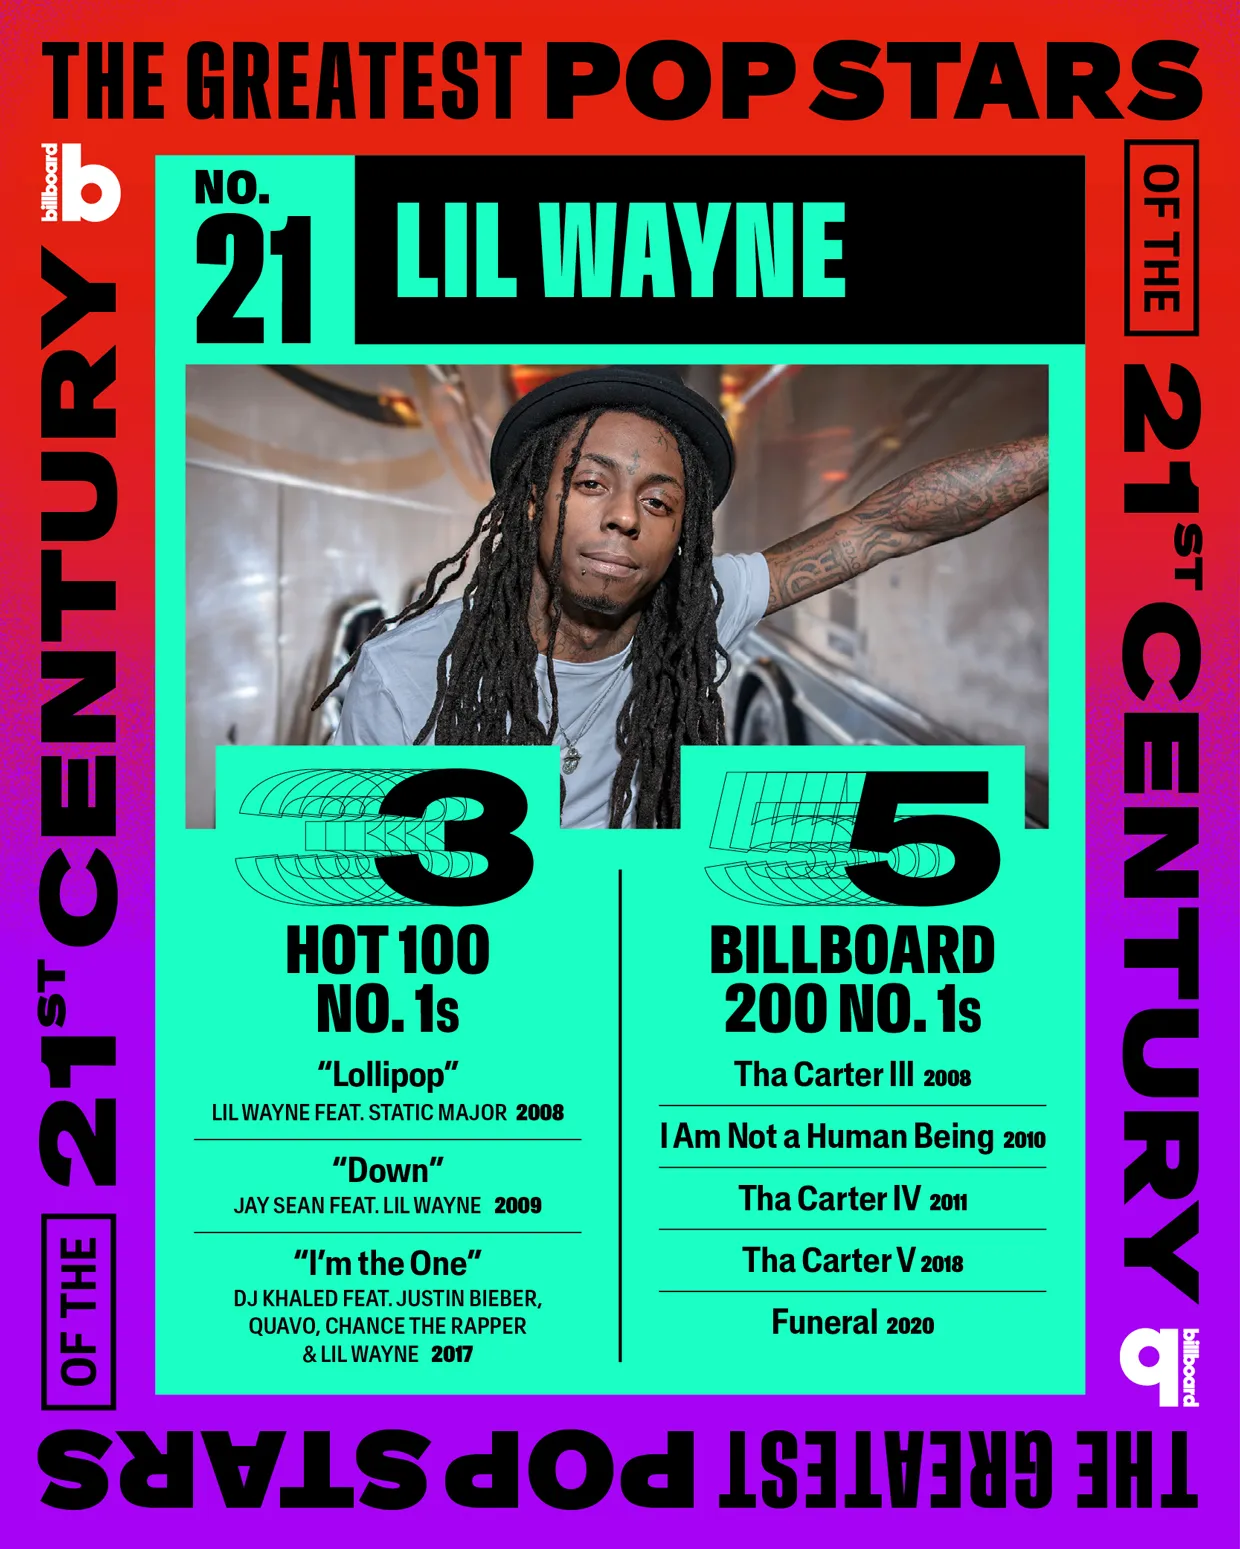 THE GREATEST POP STARS
billboard
b
OF THE
21ST CENTURY
NO.
21
LIL WAYNE
3
HOT 100
NO. 1s
“Lollipop”
LIL WAYNE FEAT. STATIC MAJOR 2008
“Down”
JAY SEAN FEAT. LIL WAYNE 2009
“I’m the One”
DJ KHALED FEAT. JUSTIN BIEBER,
QUAVO, CHANCE THE RAPPER
& LIL WAYNE 2017
5
BILLBOARD
200 NO. 1s
Tha Carter III 2008
I Am Not a Human Being 2010
Tha Carter IV 2011
Tha Carter V 2018
Funeral 2020
billboard
b
THE GREATEST POP STARS
OF THE
21ST CENTURY